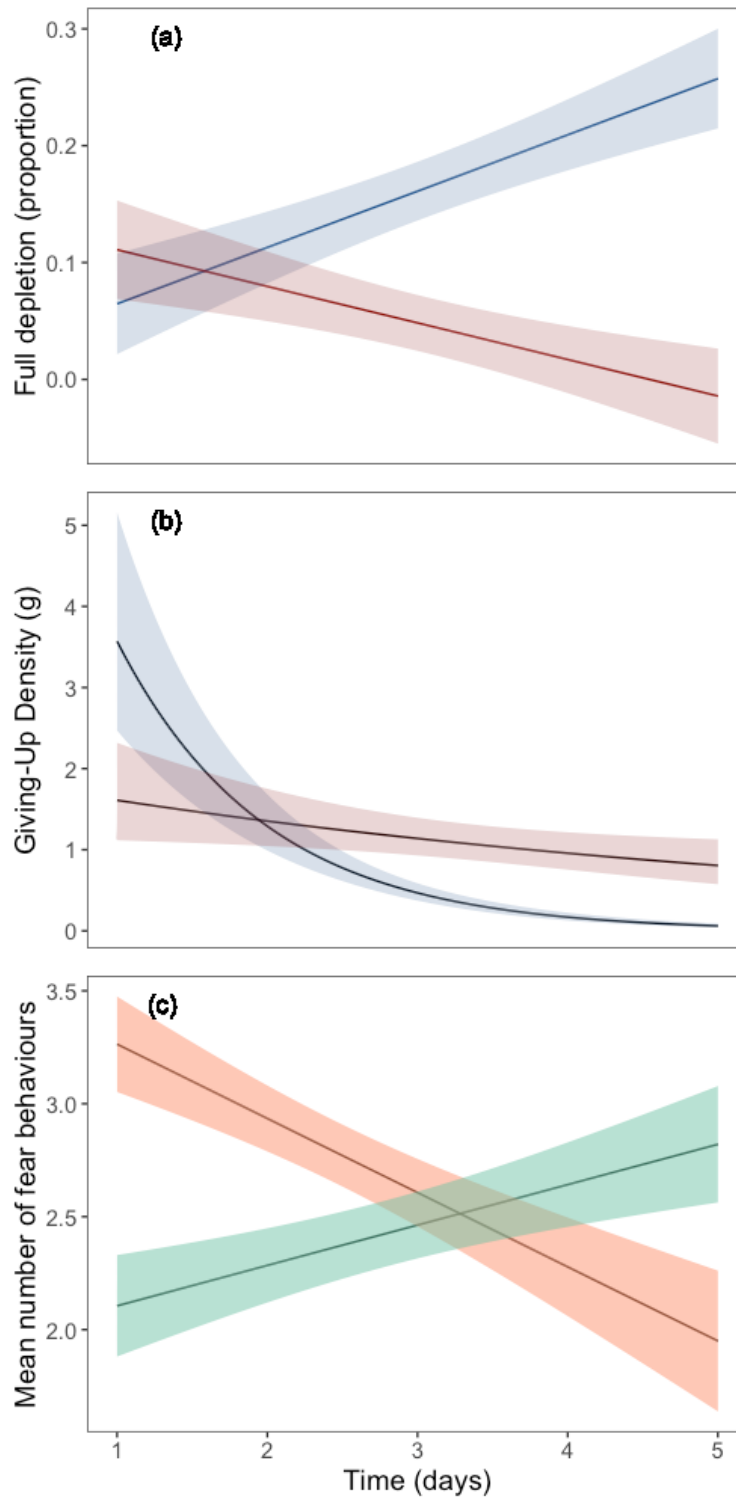 (a)
Full depletion (proportion)
0.3
0.2
0.1
0.0
(b)
Giving-Up Density (g)
5
4
3
2
1
0
(c)
Mean number of fear behaviours
3.5
3.0
2.5
2.0
1 2 3 4 5
Time (days)